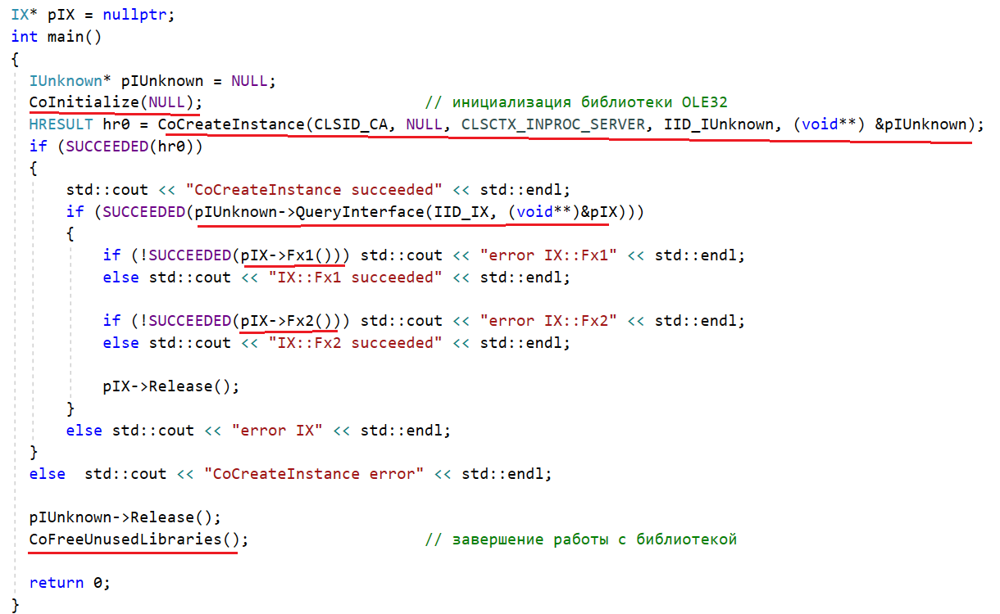 IX* pIX = nullptr;
int main()
{
IUnknown* pIUnknown = NULL;
CoInitialize(NULL); // инициализация библиотеки OLE32
HRESULT hr0 = CoCreateInstance(CLSID_CA, NULL, CLSCTX_INPROC_SERVER, IID_IUnknown, (void**) &pIUnknown);
if (SUCCEEDED(hr0))
{
std::cout << "CoCreateInstance succeeded" << std::endl;
if (SUCCEEDED(pIUnknown->QueryInterface(IID_IX, (void**)&pIX)))
{
if (!SUCCEEDED(pIX->Fx1())) std::cout << "error IX::Fx1" << std::endl;
else std::cout << "IX::Fx1 succeeded" << std::endl;
if (!SUCCEEDED(pIX->Fx2())) std::cout << "error IX::Fx2" << std::endl;
else std::cout << "IX::Fx2 succeeded" << std::endl;
pIX->Release();
}
else std::cout << "error IX" << std::endl;
}
else  std::cout << "CoCreateInstance error" << std::endl;
pIUnknown->Release();
CoFreeUnusedLibraries(); // завершение работы с библиотекой
return 0;
}